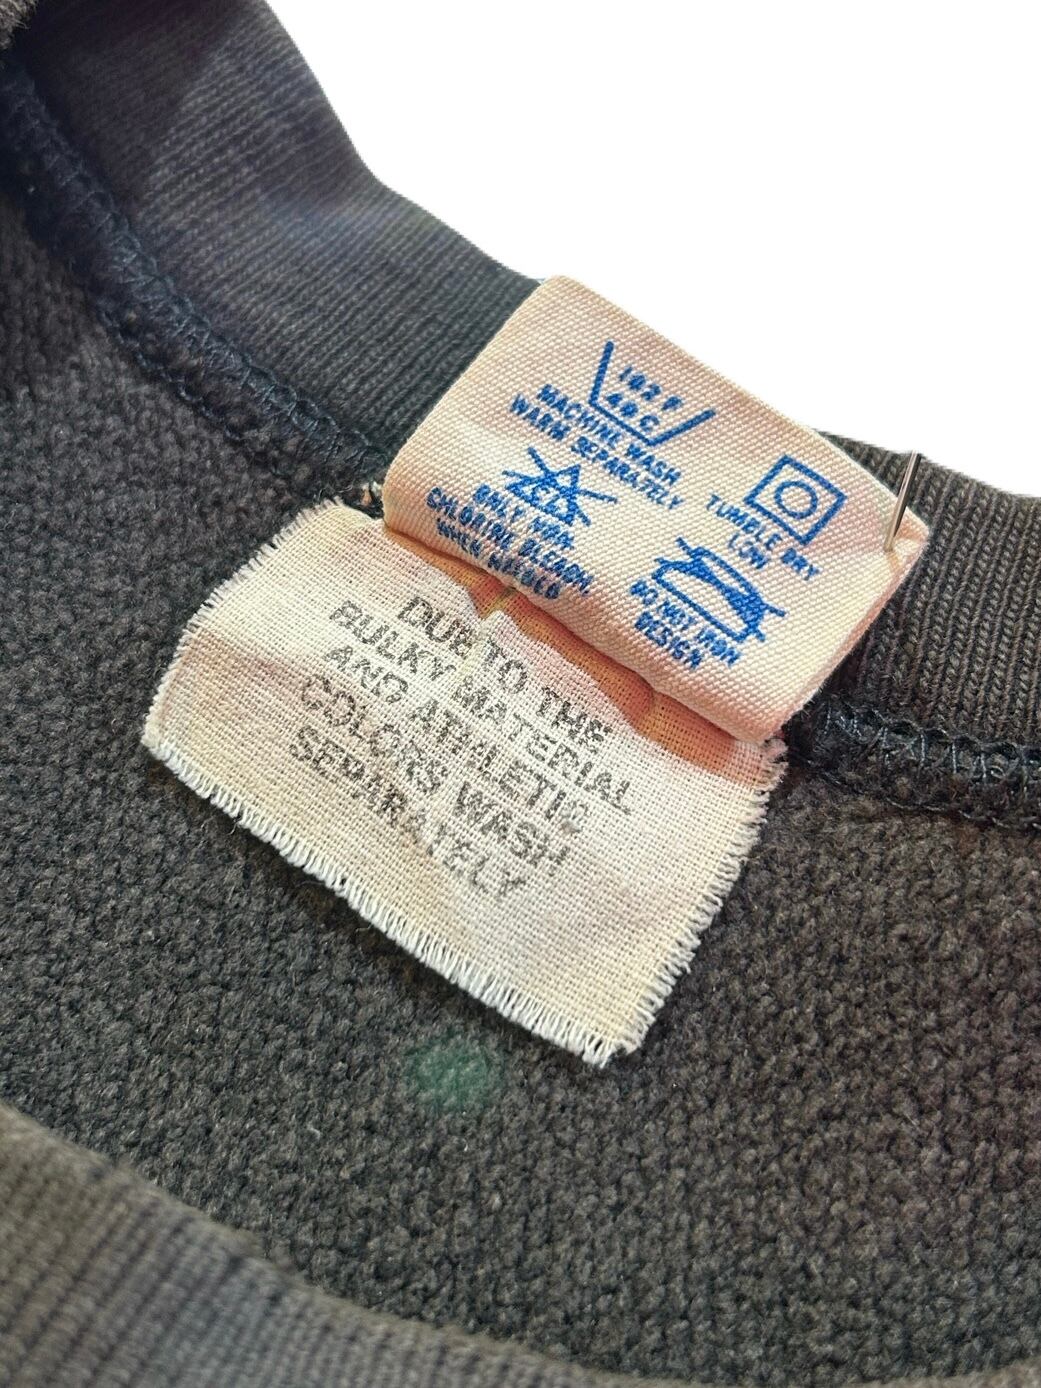 102 F
40 C
MACHINE WASH
WARM SEPARATELY
ONLY NON
CHLORINE BLEACH,
WHEN NEEDED
TUMBLE DRY
LOW
DO NOT IRON
DESIGN
DUE TO THE
BULKY MATERIAL
AND ATHLETIC
COLORS WASH
SEPARATELY